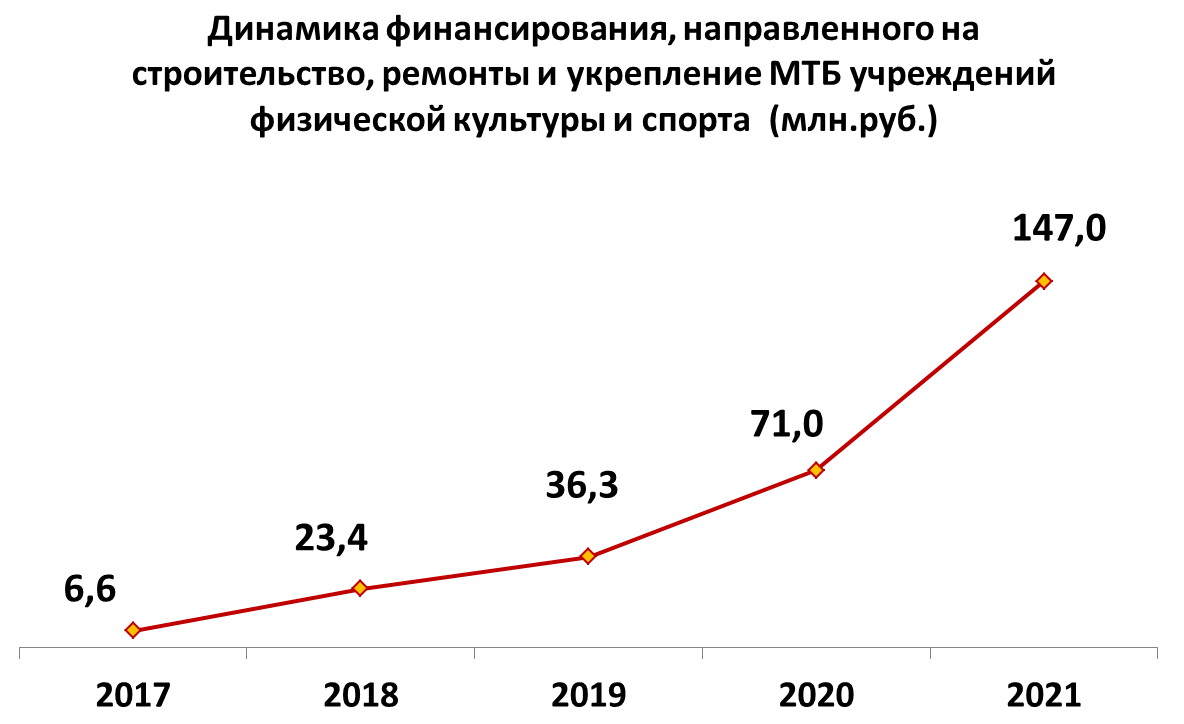 Динамика финансирования, направленного на
строительство, ремонты и укрепление МТБ учреждений
физической культуры и спорта (млн.руб.)
147,0
71,0
36,3
23,4
6,6
2017 2018 2019 2020 2021